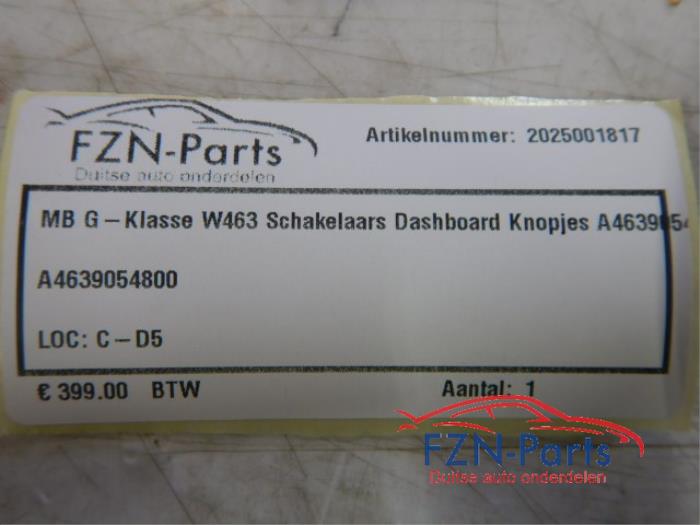 FZN-Parts
Duitse auto onderdelen
Artikelnummer: 2025001817
MB G-Klasse W463 Schakelaars Dashboard Knopjes A4639054
A4639054800
LOC: C-D5
€ 399.00 BTW
Aantal: 1
FZN-Parts
Duitse auto onderdelen